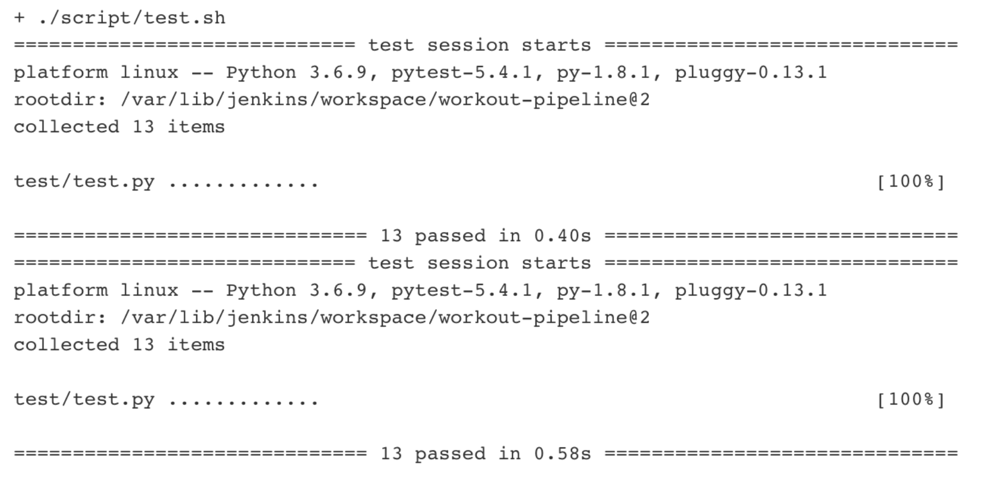 + ./script/test.sh
============================= test session starts ==============================
platform linux -- Python 3.6.9, pytest-5.4.1, py-1.8.1, pluggy-0.13.1
rootdir: /var/lib/jenkins/workspace/workout-pipeline@2
collected 13 items
test/test.py ............. [100%]
============================== 13 passed in 0.40s ==============================
============================= test session starts ==============================
platform linux -- Python 3.6.9, pytest-5.4.1, py-1.8.1, pluggy-0.13.1
rootdir: /var/lib/jenkins/workspace/workout-pipeline@2
collected 13 items
test/test.py ............. [100%]
============================== 13 passed in 0.58s ==============================